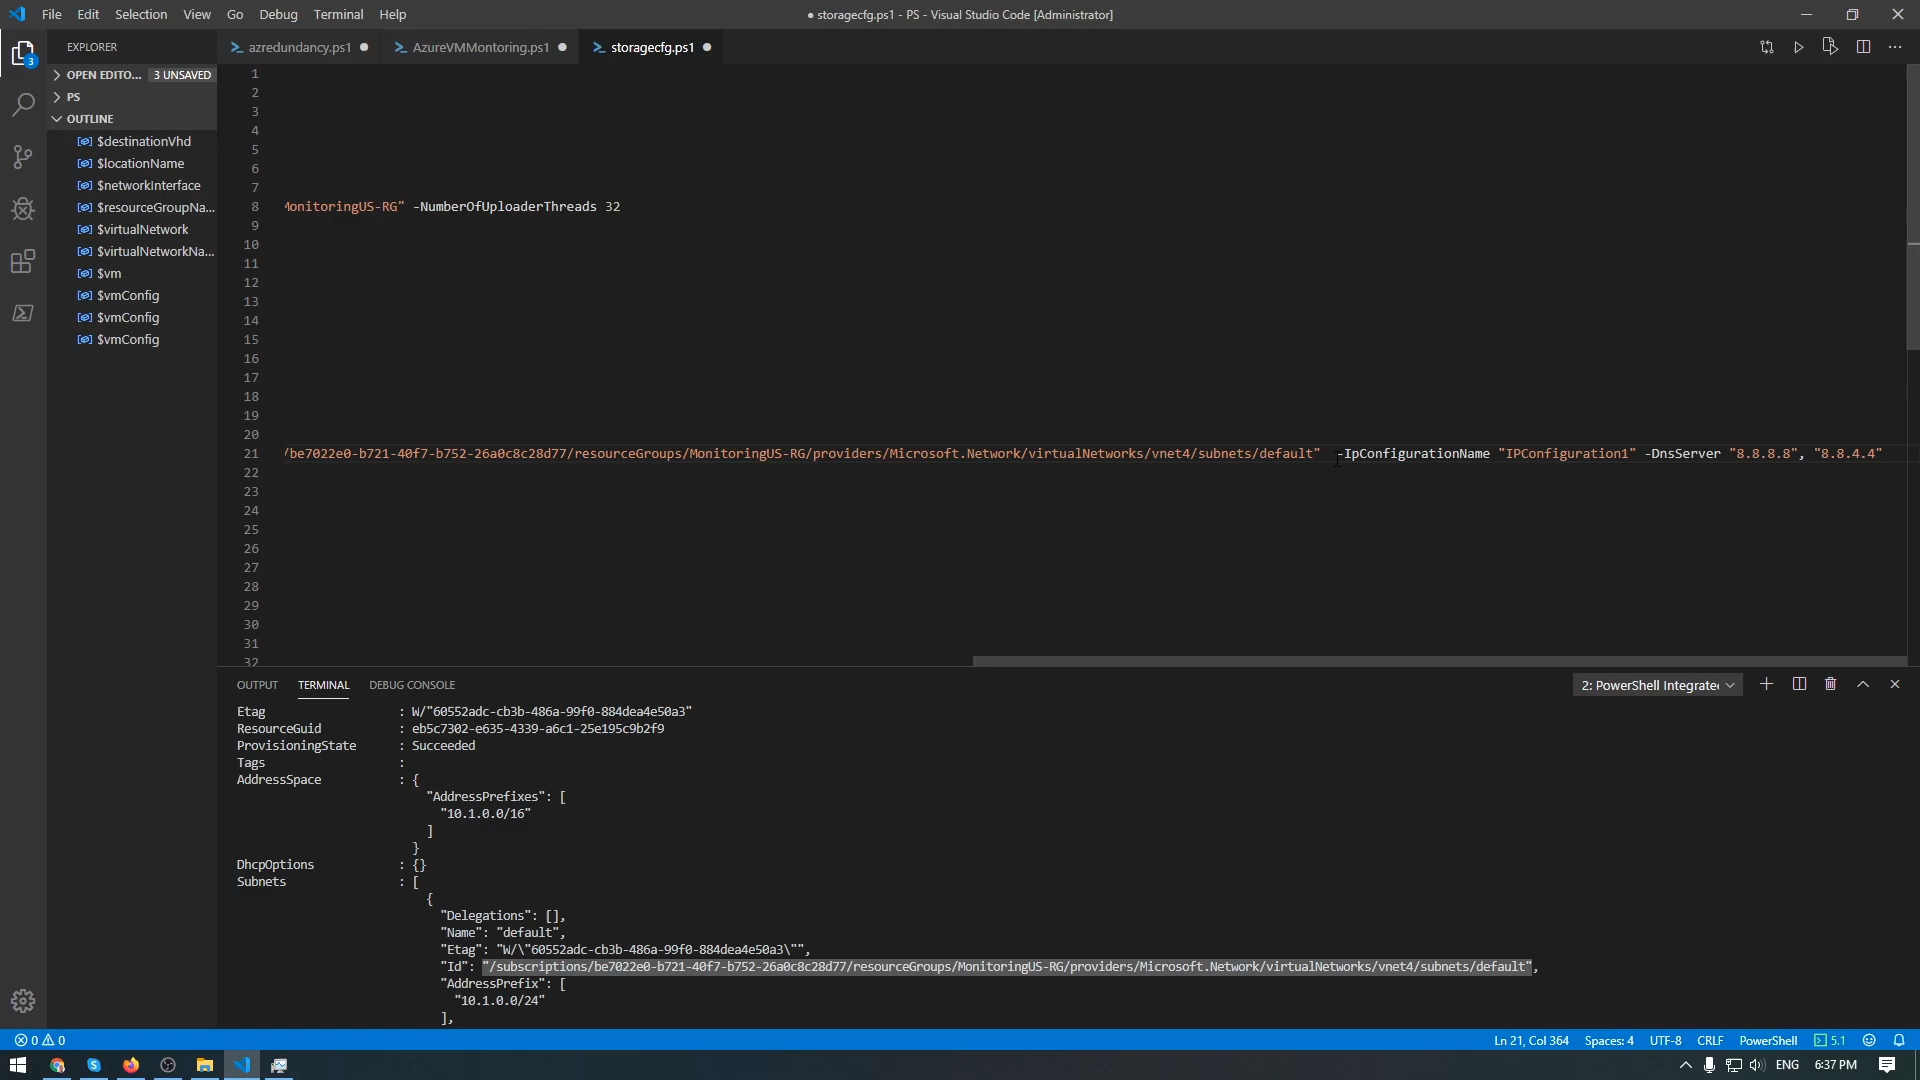 File Edit Selection View Go Debug Terminal Help
● storagecfg.ps1 - PS - Visual Studio Code [Administrator]
EXPLORER
azredundancy.ps1 AzureVMMontoring.ps1 storagecfg.ps1
3
OPEN EDITO... 3 UNSAVED
PS
OUTLINE
$destinationVhd
$locationName
$networkInterface
$resourceGroupNa...
$virtualNetwork
$virtualNetworkNa...
$vm
$vmConfig
$vmConfig
$vmConfig
1
2
3
4
5
6
7
8 MonitoringUS-RG" -NumberOfUploaderThreads 32
9
10
11
12
13
14
15
16
17
18
19
20
21 /be7022e0-b721-40f7-b752-26a0c8c28d77/resourceGroups/MonitoringUS-RG/providers/Microsoft.Network/virtualNetworks/vnet4/subnets/default" -IpConfigurationName "IPConfiguration1" -DnsServer "8.8.8.8", "8.8.4.4"
22
23
24
25
26
27
28
29
30
31
32
OUTPUT TERMINAL DEBUG CONSOLE
2: PowerShell Integrate
Etag : W/"60552adc-cb3b-486a-99f0-884dea4e50a3"
ResourceGuid : eb5c7302-e635-4339-a6c1-25e195c9b2f9
ProvisioningState : Succeeded
Tags :
AddressSpace : {
"AddressPrefixes": [
"10.1.0.0/16"
]
}
DhcpOptions : {}
Subnets : [
{
"Delegations": [],
"Name": "default",
"Etag": "W/\"60552adc-cb3b-486a-99f0-884dea4e50a3\"",
"Id": "/subscriptions/be7022e0-b721-40f7-b752-26a0c8c28d77/resourceGroups/MonitoringUS-RG/providers/Microsoft.Network/virtualNetworks/vnet4/subnets/default",
"AddressPrefix": [
"10.1.0.0/24"
],
0 0
Ln 21, Col 364 Spaces: 4 UTF-8 CRLF PowerShell 5.1
ENG 6:37 PM